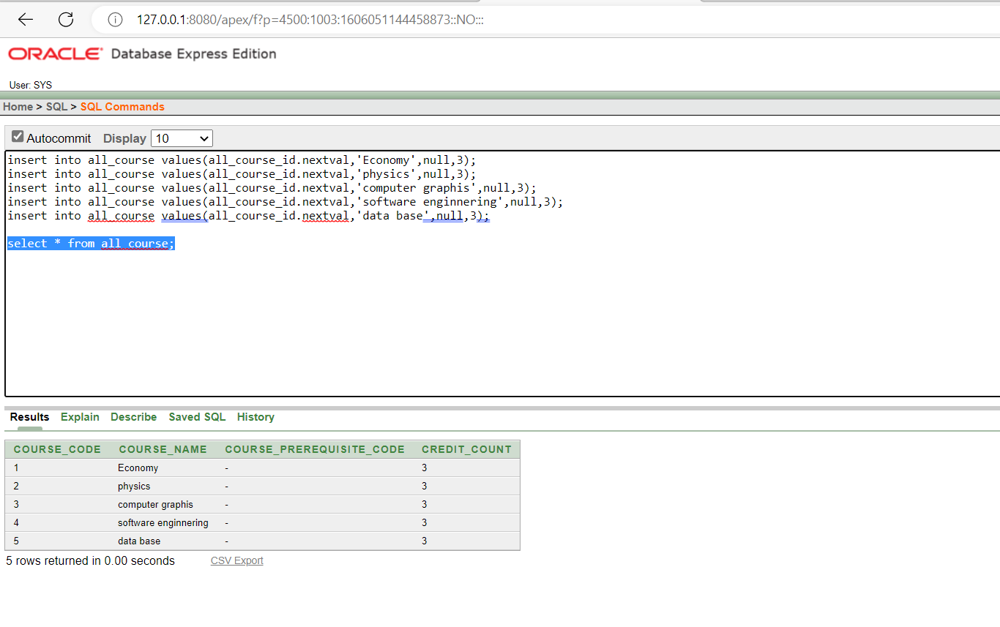 127.0.0.1:8080/apex/f?p=4500:1003:1606051144458873::NO:::
ORACLE Database Express Edition
User: SYS
Home > SQL > SQL Commands
Autocommit Display 10
insert into all_course values(all_course_id.nextval,'Economy',null,3);
insert into all_course values(all_course_id.nextval,'physics',null,3);
insert into all_course values(all_course_id.nextval,'computer graphis',null,3);
insert into all_course values(all_course_id.nextval,'software enginnering',null,3);
insert into all_course values(all_course_id.nextval,'data base',null,3);
select * from all_course;
Results Explain Describe Saved SQL History
COURSE_CODE COURSE_NAME COURSE_PREREQUISITE_CODE CREDIT_COUNT
1 Economy - 3
2 physics - 3
3 computer graphis - 3
4 software enginnering - 3
5 data base - 3
5 rows returned in 0.00 seconds CSV Export